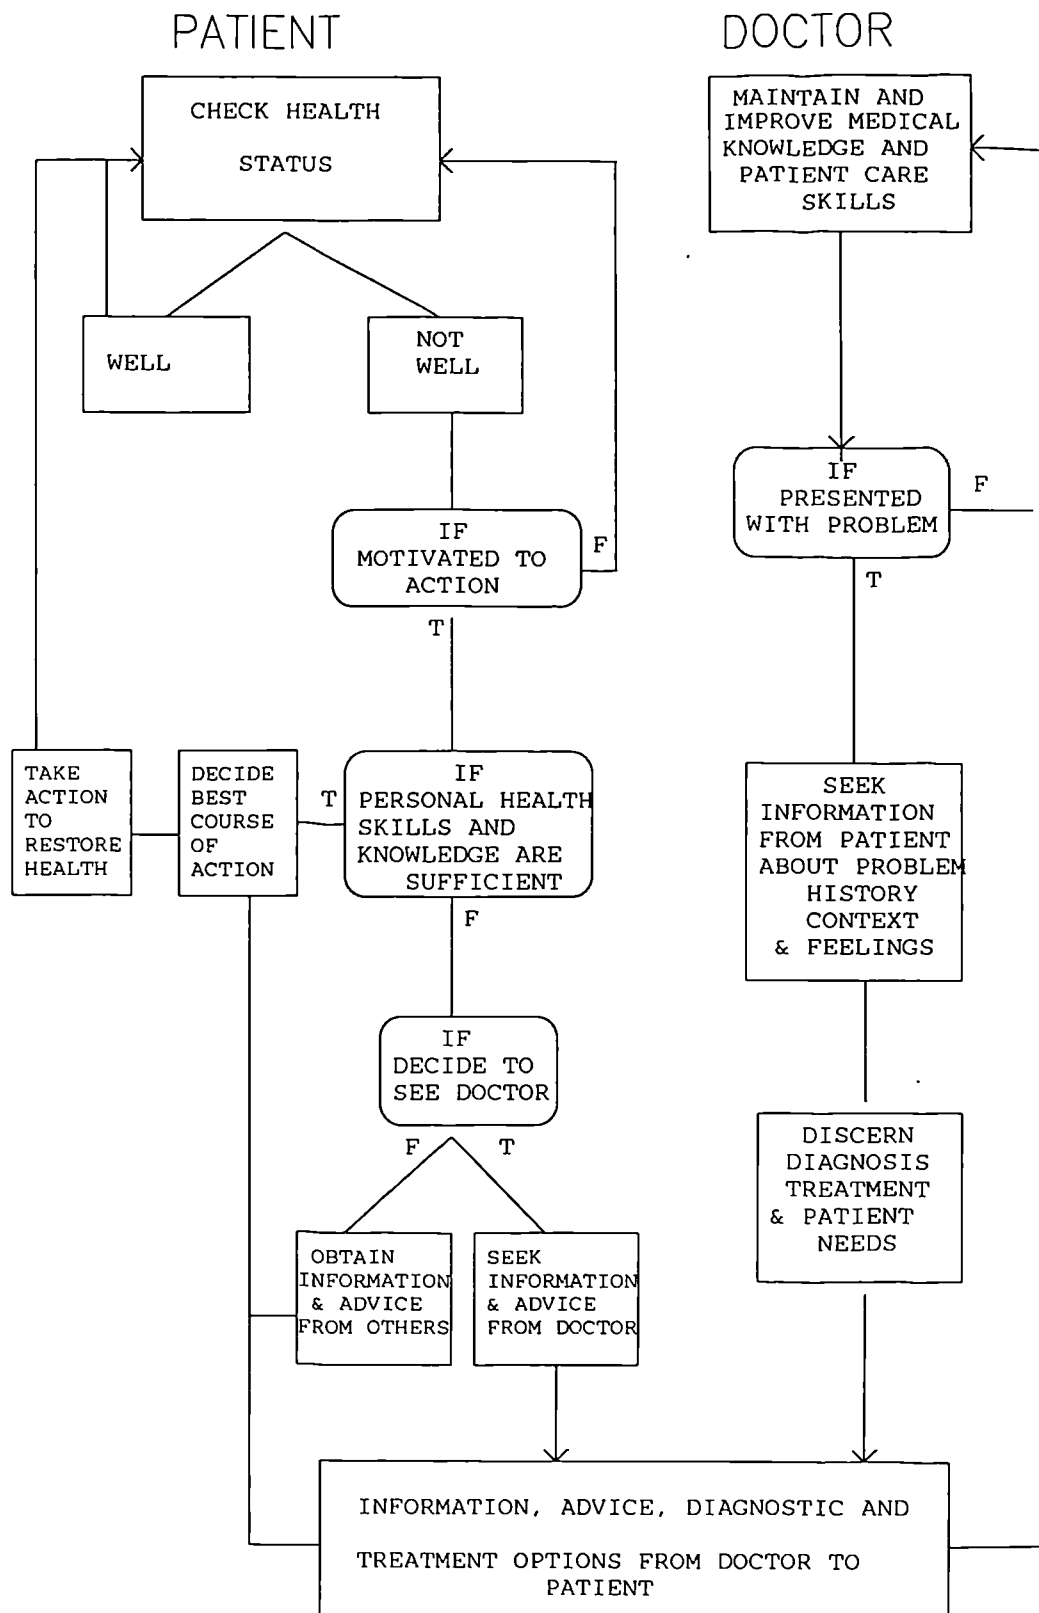 PATIENT
CHECK HEALTH
STATUS
WELL
NOT
WELL
IF
MOTIVATED TO
ACTION
F
T
TAKE
ACTION
TO
RESTORE
HEALTH
DECIDE
BEST
COURSE
OF
ACTION
T
IF
PERSONAL HEALTH
SKILLS AND
KNOWLEDGE ARE
SUFFICIENT
F
IF
DECIDE TO
SEE DOCTOR
F
T
OBTAIN
INFORMATION
& ADVICE
FROM OTHERS
SEEK
INFORMATION
& ADVICE
FROM DOCTOR
DOCTOR
MAINTAIN AND
IMPROVE MEDICAL
KNOWLEDGE AND
PATIENT CARE
SKILLS
IF
PRESENTED
WITH PROBLEM
F
T
SEEK
INFORMATION
FROM PATIENT
ABOUT PROBLEM
HISTORY
CONTEXT
& FEELINGS
DISCERN
DIAGNOSIS
TREATMENT
& PATIENT
NEEDS
INFORMATION, ADVICE, DIAGNOSTIC AND
TREATMENT OPTIONS FROM DOCTOR TO
PATIENT